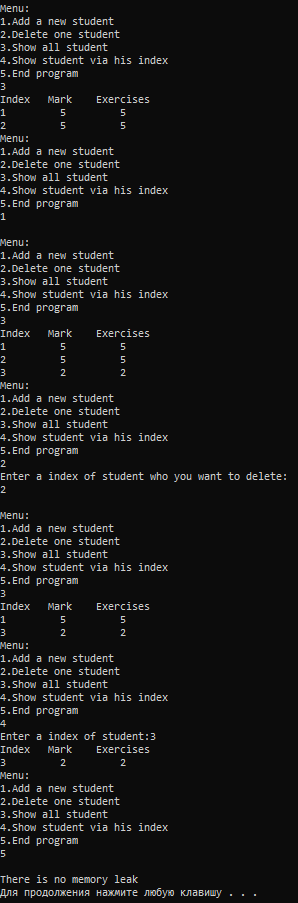 Menu:
1.Add a new student
2.Delete one student
3.Show all student
4.Show student via his index
5.End program
3
Index   Mark    Exercises
1         5         5
2         5         5
Menu:
1.Add a new student
2.Delete one student
3.Show all student
4.Show student via his index
5.End program
1

Menu:
1.Add a new student
2.Delete one student
3.Show all student
4.Show student via his index
5.End program
3
Index   Mark    Exercises
1         5         5
2         5         5
3         2         2
Menu:
1.Add a new student
2.Delete one student
3.Show all student
4.Show student via his index
5.End program
2
Enter a index of student who you want to delete:
2

Menu:
1.Add a new student
2.Delete one student
3.Show all student
4.Show student via his index
5.End program
3
Index   Mark    Exercises
1         5         5
3         2         2
Menu:
1.Add a new student
2.Delete one student
3.Show all student
4.Show student via his index
5.End program
4
Enter a index of student:3
Index   Mark    Exercises
3         2         2
Menu:
1.Add a new student
2.Delete one student
3.Show all student
4.Show student via his index
5.End program
5

There is no memory leak
Для продолжения нажмите любую клавишу . . .